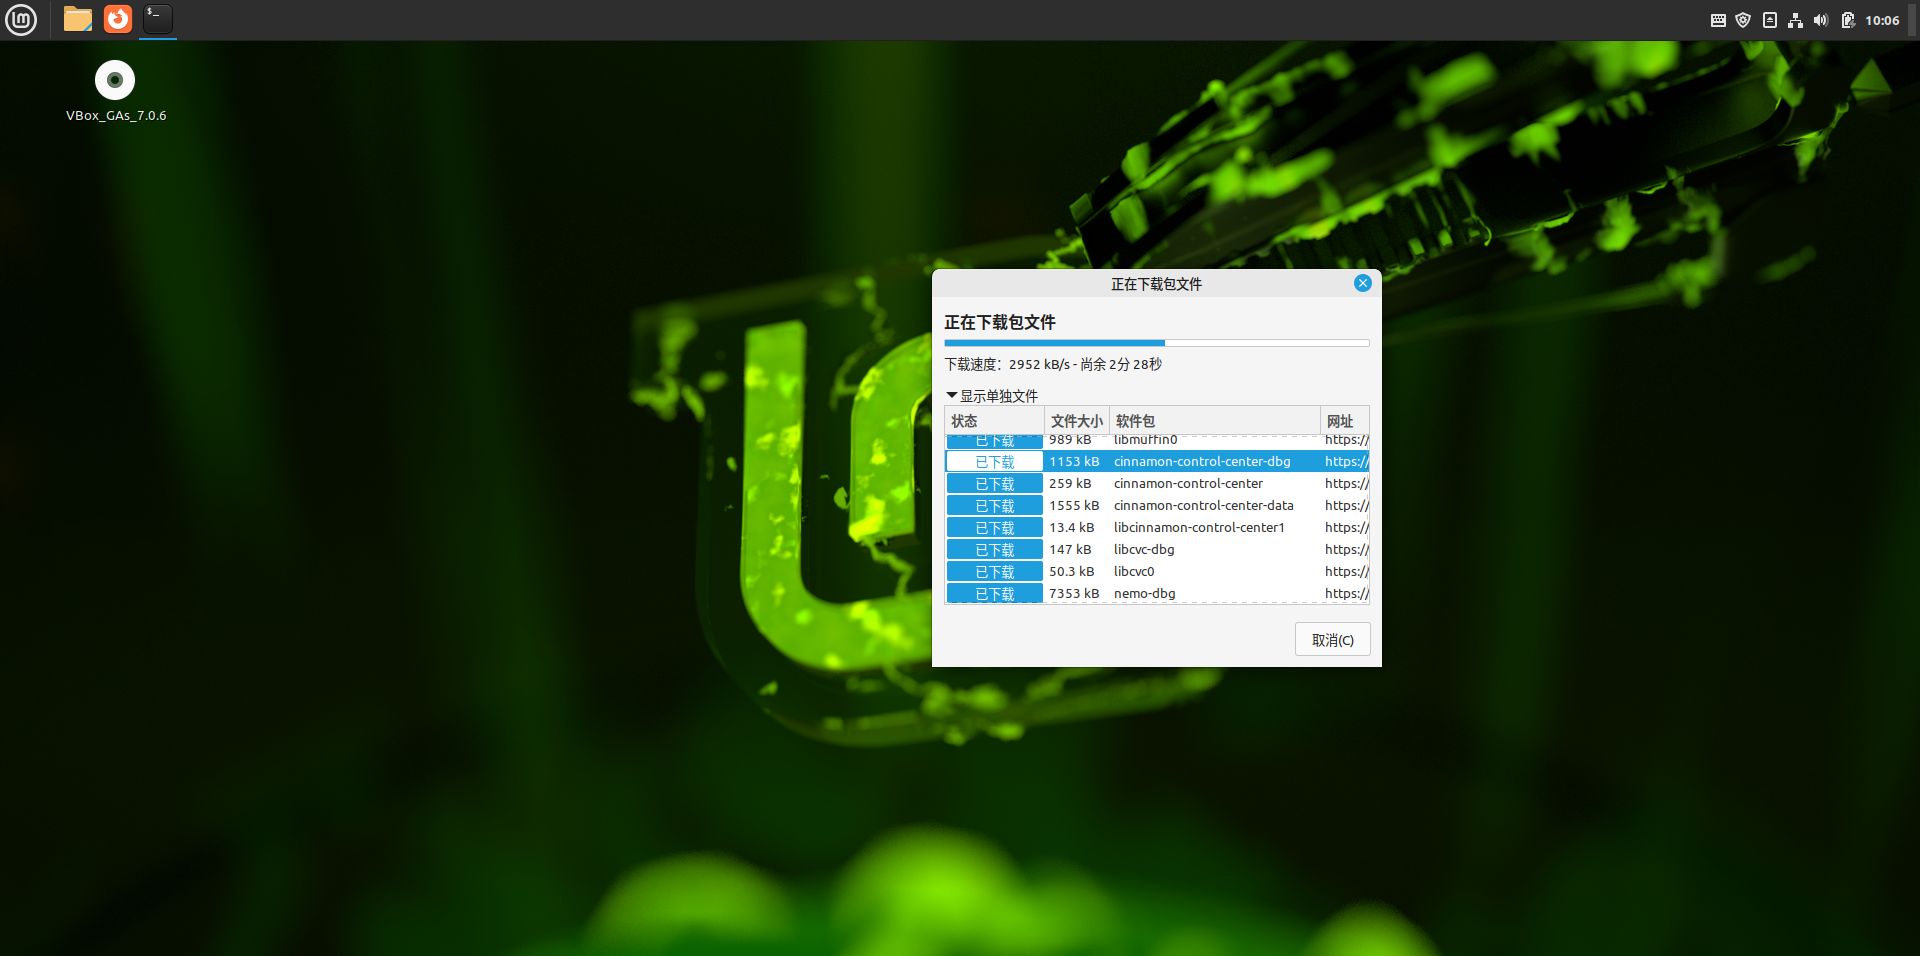 $_
10:06
VBox_GAs_7.0.6
正在下载包文件
正在下载包文件
下载速度：2952 kB/s - 尚余 2分 28秒
显示单独文件
状态 文件大小 软件包 网址
已下载 989 kB libmuffin0 https://
已下载 1153 kB cinnamon-control-center-dbg https://
已下载 259 kB cinnamon-control-center https://
已下载 1555 kB cinnamon-control-center-data https://
已下载 13.4 kB libcinnamon-control-center1 https://
已下载 147 kB libcvc-dbg https://
已下载 50.3 kB libcvc0 https://
已下载 7353 kB nemo-dbg https://
取消(C)